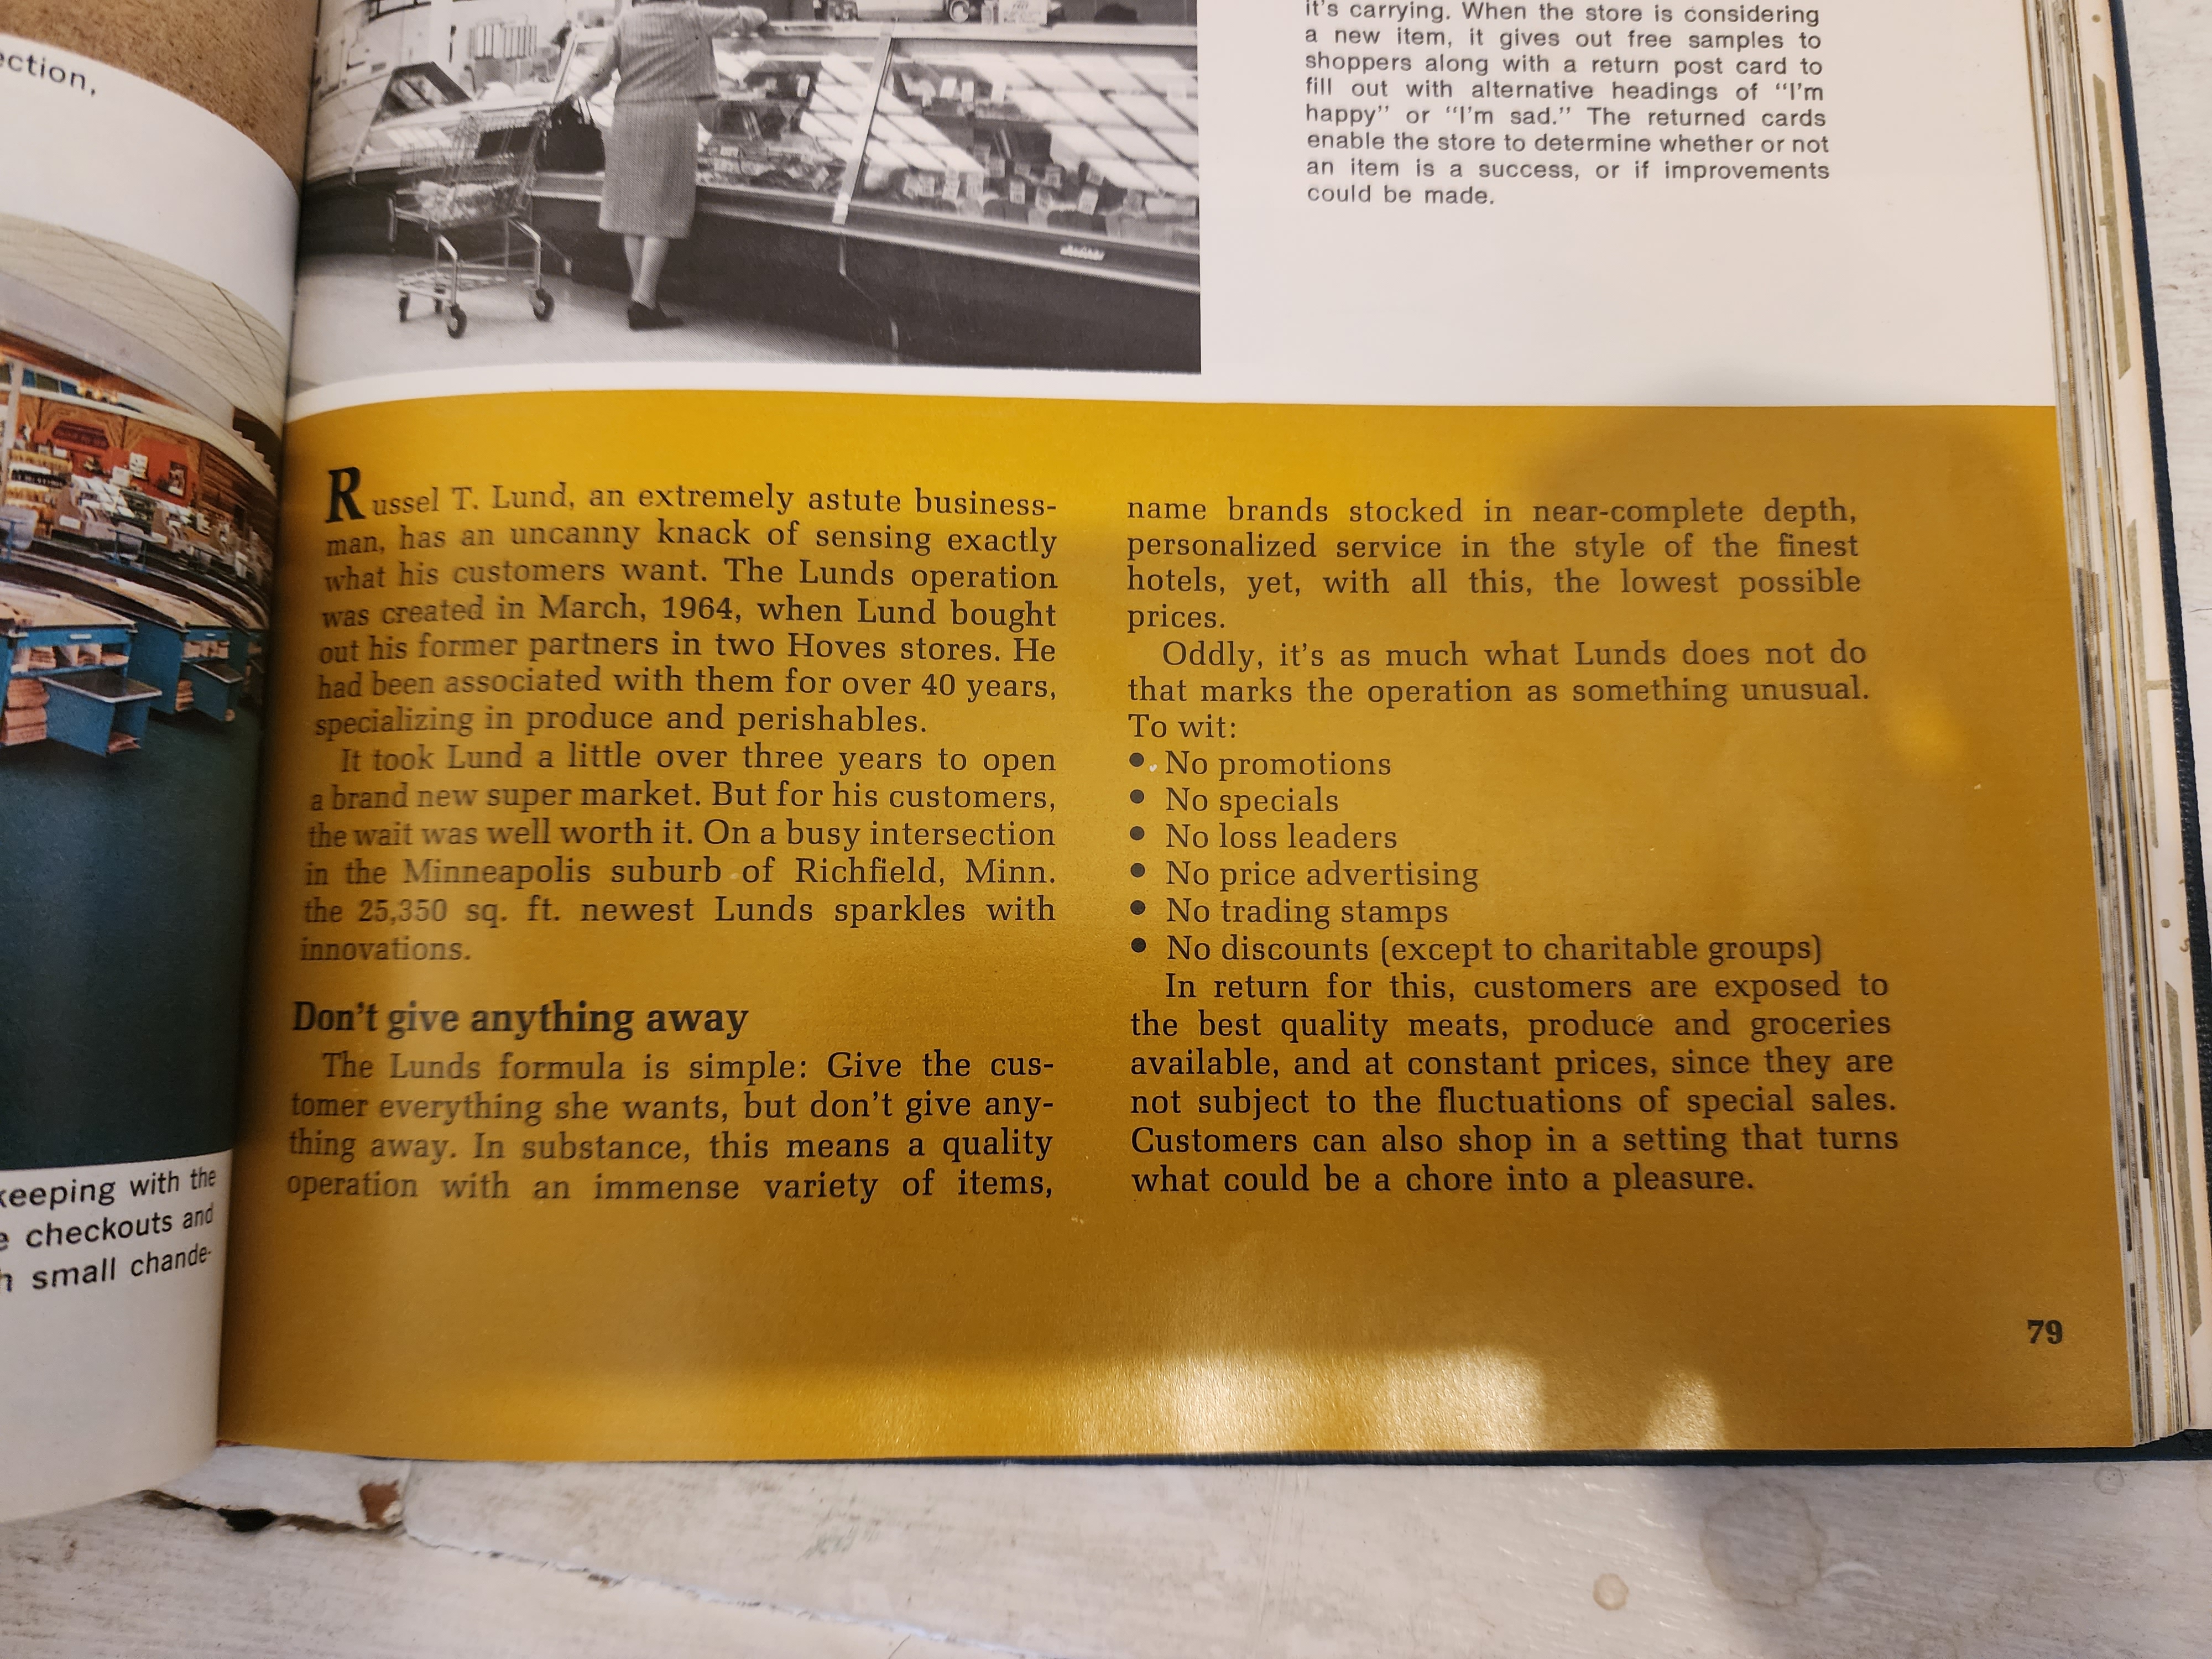 ection,
keeping with the
checkouts and
small chande-
it's carrying. When the store is considering
a new item, it gives out free samples to
shoppers along with a return post card to
fill out with alternative headings of “I'm
happy” or “I'm sad.” The returned cards
enable the store to determine whether or not
an item is a success, or if improvements
could be made.
Russel T. Lund, an extremely astute business-
man, has an uncanny knack of sensing exactly
what his customers want. The Lunds operation
was created in March, 1964, when Lund bought
out his former partners in two Hoves stores. He
had been associated with them for over 40 years,
specializing in produce and perishables.
It took Lund a little over three years to open
a brand new super market. But for his customers,
the wait was well worth it. On a busy intersection
in the Minneapolis suburb of Richfield, Minn.
the 25,350 sq. ft. newest Lunds sparkles with
innovations.
Don't give anything away
The Lunds formula is simple: Give the cus-
tomer everything she wants, but don't give any-
thing away. In substance, this means a quality
operation with an immense variety of items,
name brands stocked in near-complete depth,
personalized service in the style of the finest
hotels, yet, with all this, the lowest possible
prices.
Oddly, it's as much what Lunds does not do
that marks the operation as something unusual.
To wit:
• No promotions
• No specials
• No loss leaders
• No price advertising
• No trading stamps
• No discounts (except to charitable groups)
In return for this, customers are exposed to
the best quality meats, produce and groceries
available, and at constant prices, since they are
not subject to the fluctuations of special sales.
Customers can also shop in a setting that turns
what could be a chore into a pleasure.
79